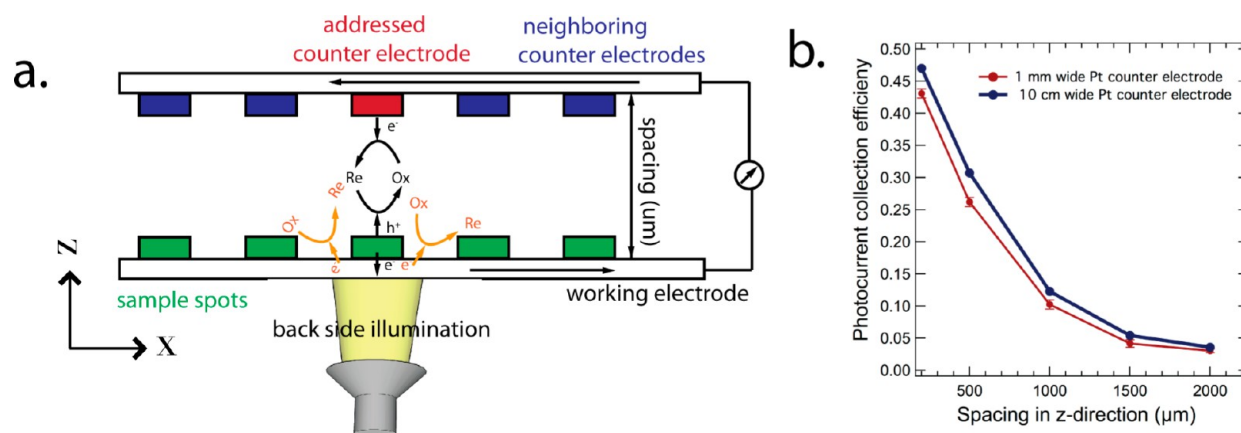 a.
addressed
counter electrode
neighboring
counter electrodes
e-
Re
Ox
spacing (um)
Re
Ox
h+
Ox
Re
e-
e-
e
sample spots
working electrode
back side illumination
Z
X
b.
Photocurrent collection efficieny
0.50
0.45
0.40
0.35
0.30
0.25
0.20
0.15
0.10
0.05
0.00
1 mm wide Pt counter electrode
10 cm wide Pt counter electrode
500
1000
1500
2000
Spacing in z-direction (µm)